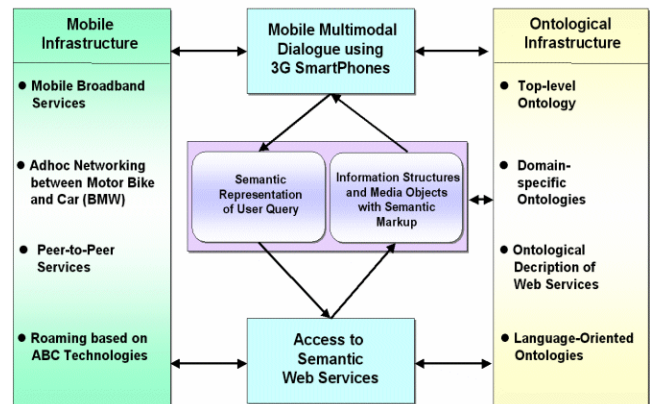 Mobile
Infrastructure
● Mobile Broadband
Services
● Adhoc Networking
between Motor Bike
and Car (BMW)
● Peer-to-Peer
Services
● Roaming based on
ABC Technologies
Mobile Multimodal
Dialogue using
3G SmartPhones
Semantic
Representation
of User Query
Information Structures
and Media Objects
with Semantic
Markup
Access to
Semantic
Web Services
Ontological
Infrastructure
● Top-level
Ontology
● Domain-
specific
Ontologies
● Ontological
Decription of
Web Services
● Language-Oriented
Ontologies